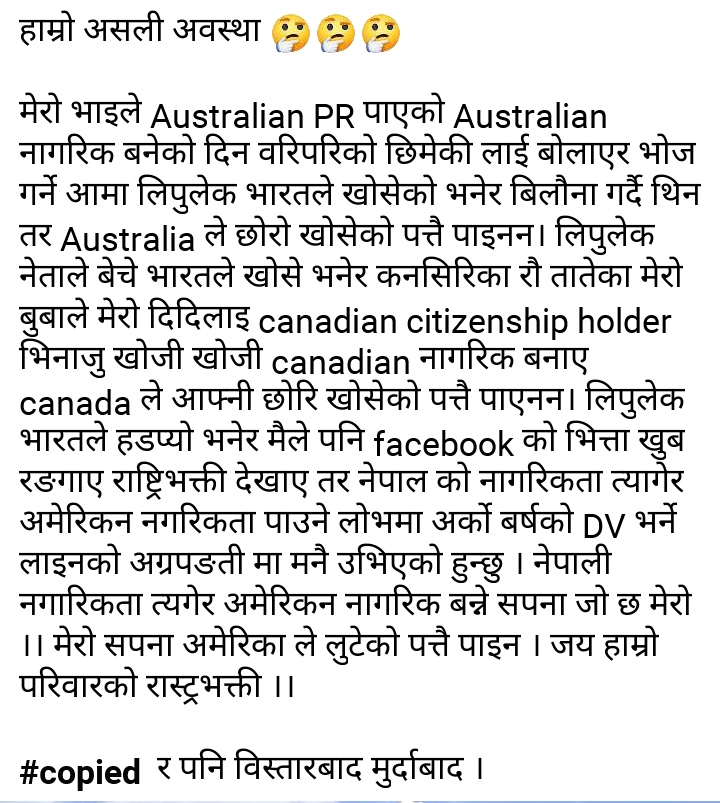 हाम्रो असली अवस्था 🤔🤔🤔
मेरो भाइले Australian PR पाएको Australian
नागरिक बनेको दिन वरिपरिको छिमेकी लाई बोलाएर भोज
गर्ने आमा लिपुलेक भारतले खोसेको भनेर बिलौना गर्दै थिन
तर Australia ले छोरो खोसेको पत्तै पाइनन। लिपुलेक
नेताले बेचे भारतले खोसे भनेर कनसिरिका रौ तातेका मेरो
बुबाले मेरो दिदिलाइ canadian citizenship holder
भिनाजु खोजी खोजी canadian नागरिक बनाए
canada ले आफ्नी छोरि खोसेको पत्तै पाएनन। लिपुलेक
भारतले हडप्यो भनेर मैले पनि facebook को भित्ता खुब
रङगाए राष्ट्रिभक्ती देखाए तर नेपाल को नागरिकता त्यागेर
अमेरिकन नगरिकता पाउने लोभमा अर्को बर्षको DV भर्ने
लाइनको अग्रपङती मा मनै उभिएको हुन्छु । नेपाली
नगारिकता त्यगेर अमेरिकन नागरिक बन्ने सपना जो छ मेरो
।। मेरो सपना अमेरिका ले लुटेको पत्तै पाइन । जय हाम्रो
परिवारको रास्ट्रभक्ती ।।
#copied र पनि विस्तारबाद मुर्दाबाद ।